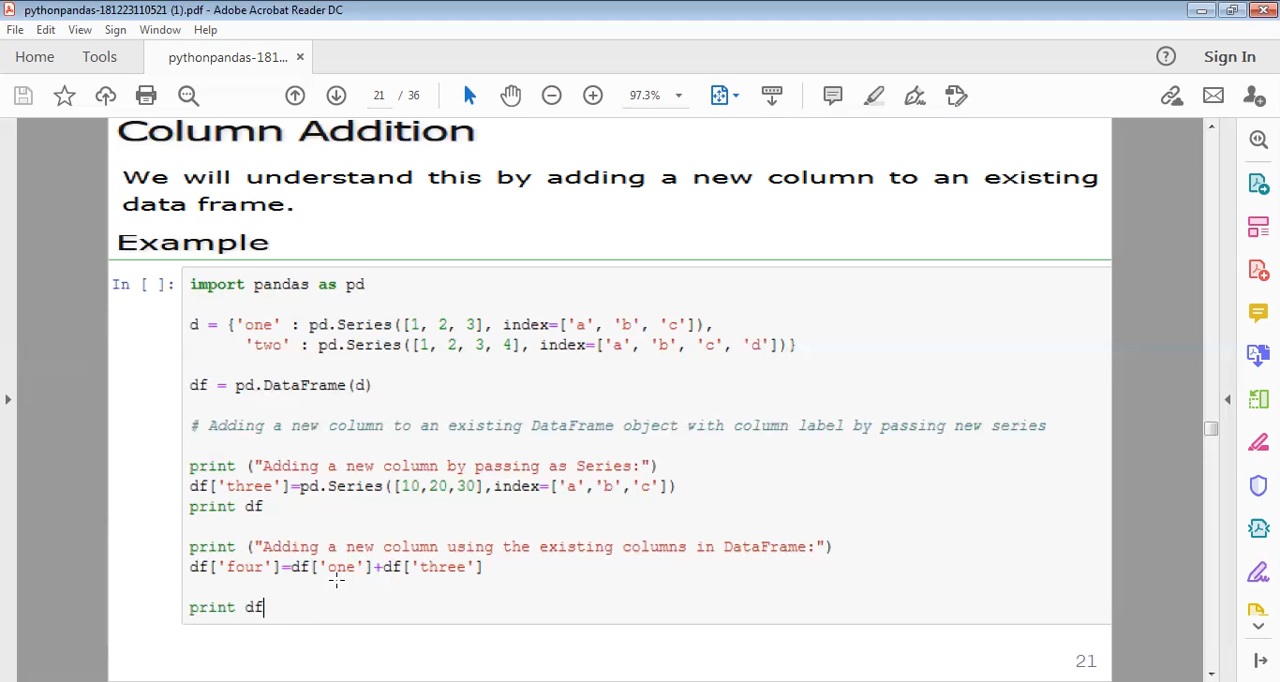 pythonpandas-181223110521 (1).pdf - Adobe Acrobat Reader DC
File Edit View Sign Window Help
Home Tools pythonpandas-181... × Sign In
21 / 36 97.3%
Column Addition
We will understand this by adding a new column to an existing
data frame.
Example
In [ ]: import pandas as pd
d = {'one' : pd.Series([1, 2, 3], index=['a', 'b', 'c']),
'two' : pd.Series([1, 2, 3, 4], index=['a', 'b', 'c', 'd'])}
df = pd.DataFrame(d)
# Adding a new column to an existing DataFrame object with column label by passing new series
print ("Adding a new column by passing as Series:")
df['three']=pd.Series([10,20,30],index=['a','b','c'])
print df
print ("Adding a new column using the existing columns in DataFrame:")
df['four']=df['one']+df['three']
print df
21